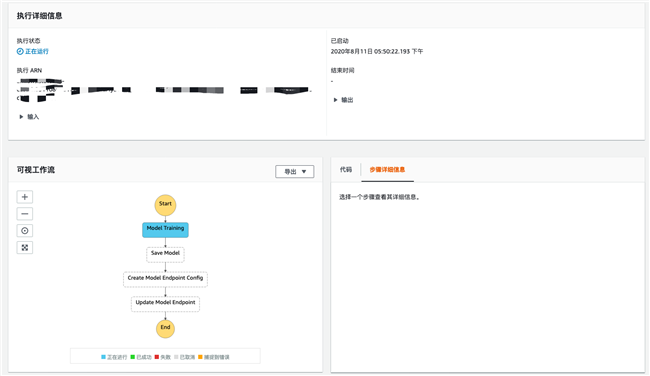 执行详细信息
执行状态
正在运行
执行 ARN
输入
已启动
2020年8月11日 05:50:22.193 下午
结束时间
-
输出
可视工作流
导出
Start
Model Training
Save Model
Create Model Endpoint Config
Update Model Endpoint
End
正在进行 已成功 失败 已取消 捕捉到错误
代码 步骤详细信息
选择一个步骤查看其详细信息。